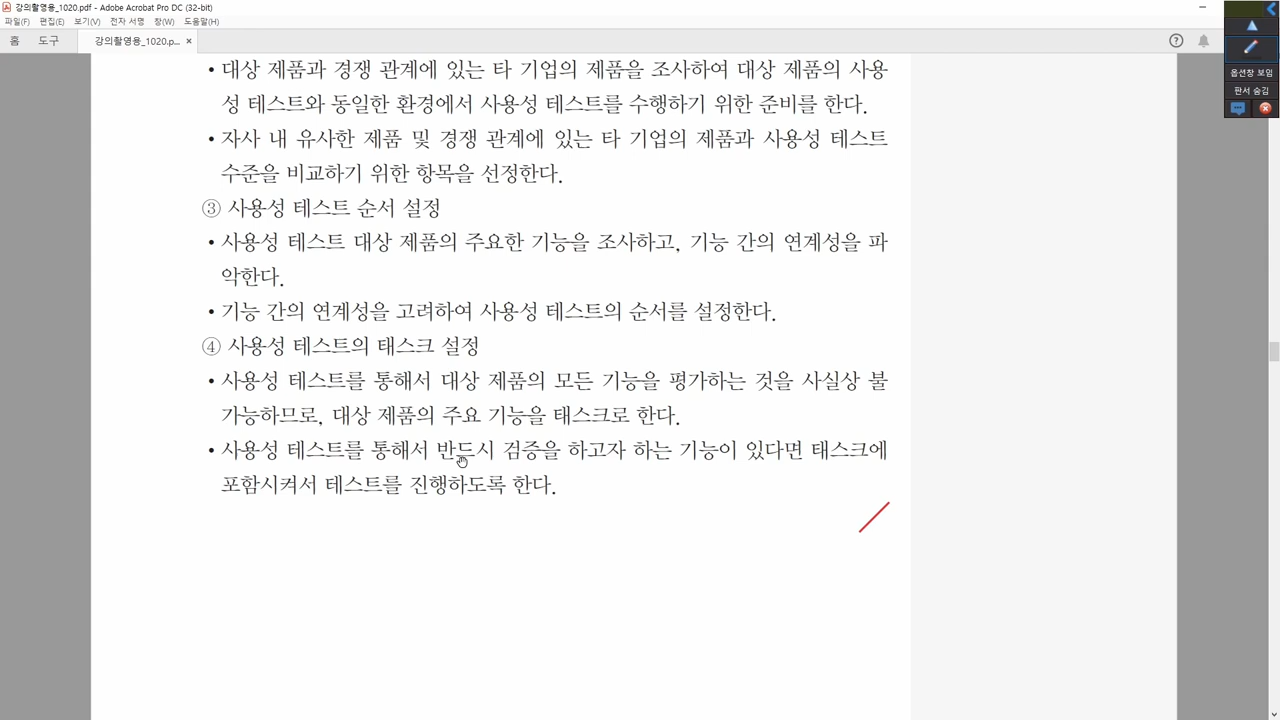 강의촬영용_1020.pdf - Adobe Acrobat Pro DC (32-bit)
파일(F) 편집(E) 보기(V) 전자 서명 창(W) 도움말(H)
홈 도구 강의촬영용_1020.p... ×
옵션창 보임
판서 숨김
• 대상 제품과 경쟁 관계에 있는 타 기업의 제품을 조사하여 대상 제품의 사용
성 테스트와 동일한 환경에서 사용성 테스트를 수행하기 위한 준비를 한다.
• 자사 내 유사한 제품 및 경쟁 관계에 있는 타 기업의 제품과 사용성 테스트
수준을 비교하기 위한 항목을 선정한다.
③ 사용성 테스트 순서 설정
• 사용성 테스트 대상 제품의 주요한 기능을 조사하고, 기능 간의 연계성을 파
악한다.
• 기능 간의 연계성을 고려하여 사용성 테스트의 순서를 설정한다.
④ 사용성 테스트의 태스크 설정
• 사용성 테스트를 통해서 대상 제품의 모든 기능을 평가하는 것을 사실상 불
가능하므로, 대상 제품의 주요 기능을 태스크로 한다.
• 사용성 테스트를 통해서 반드시 검증을 하고자 하는 기능이 있다면 태스크에
포함시켜서 테스트를 진행하도록 한다.